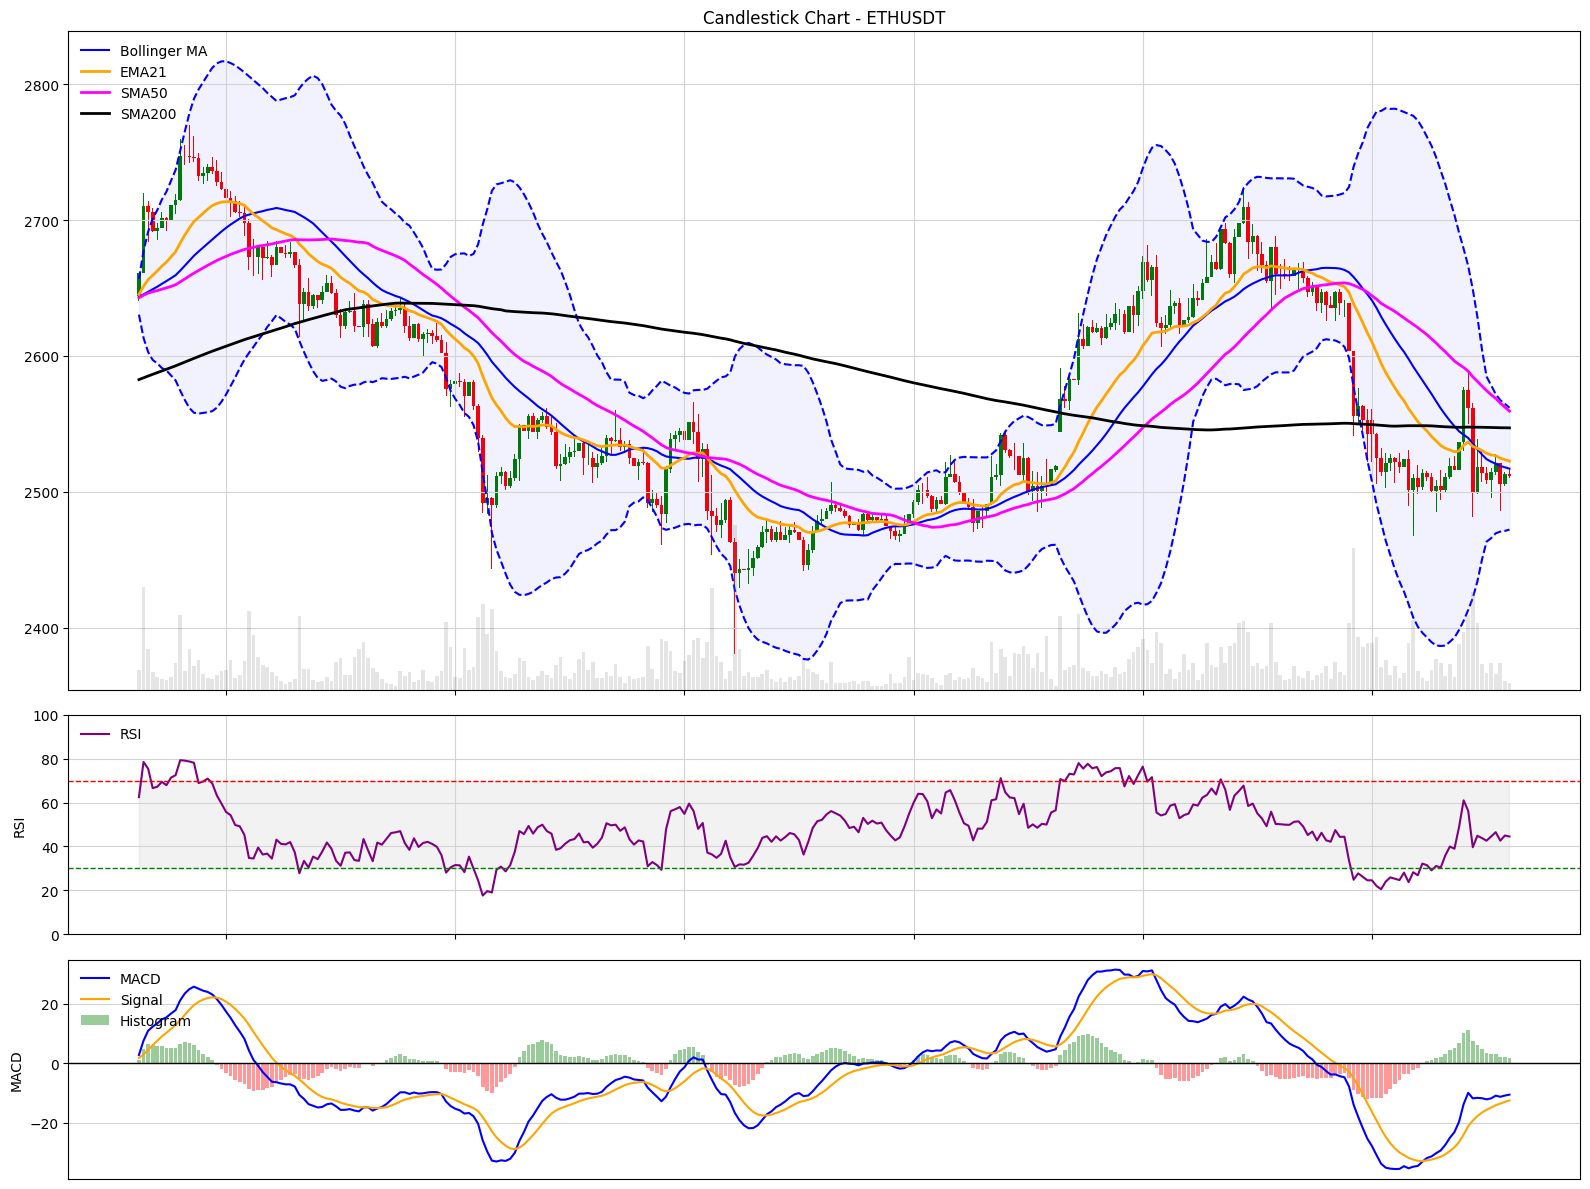 Candlestick Chart - ETHUSDT
Bollinger MA
EMA21
SMA50
SMA200
2800
2700
2600
2500
2400
RSI
100
80
60
40
20
0
RSI
MACD
Signal
Histogram
20
0
−20
MACD